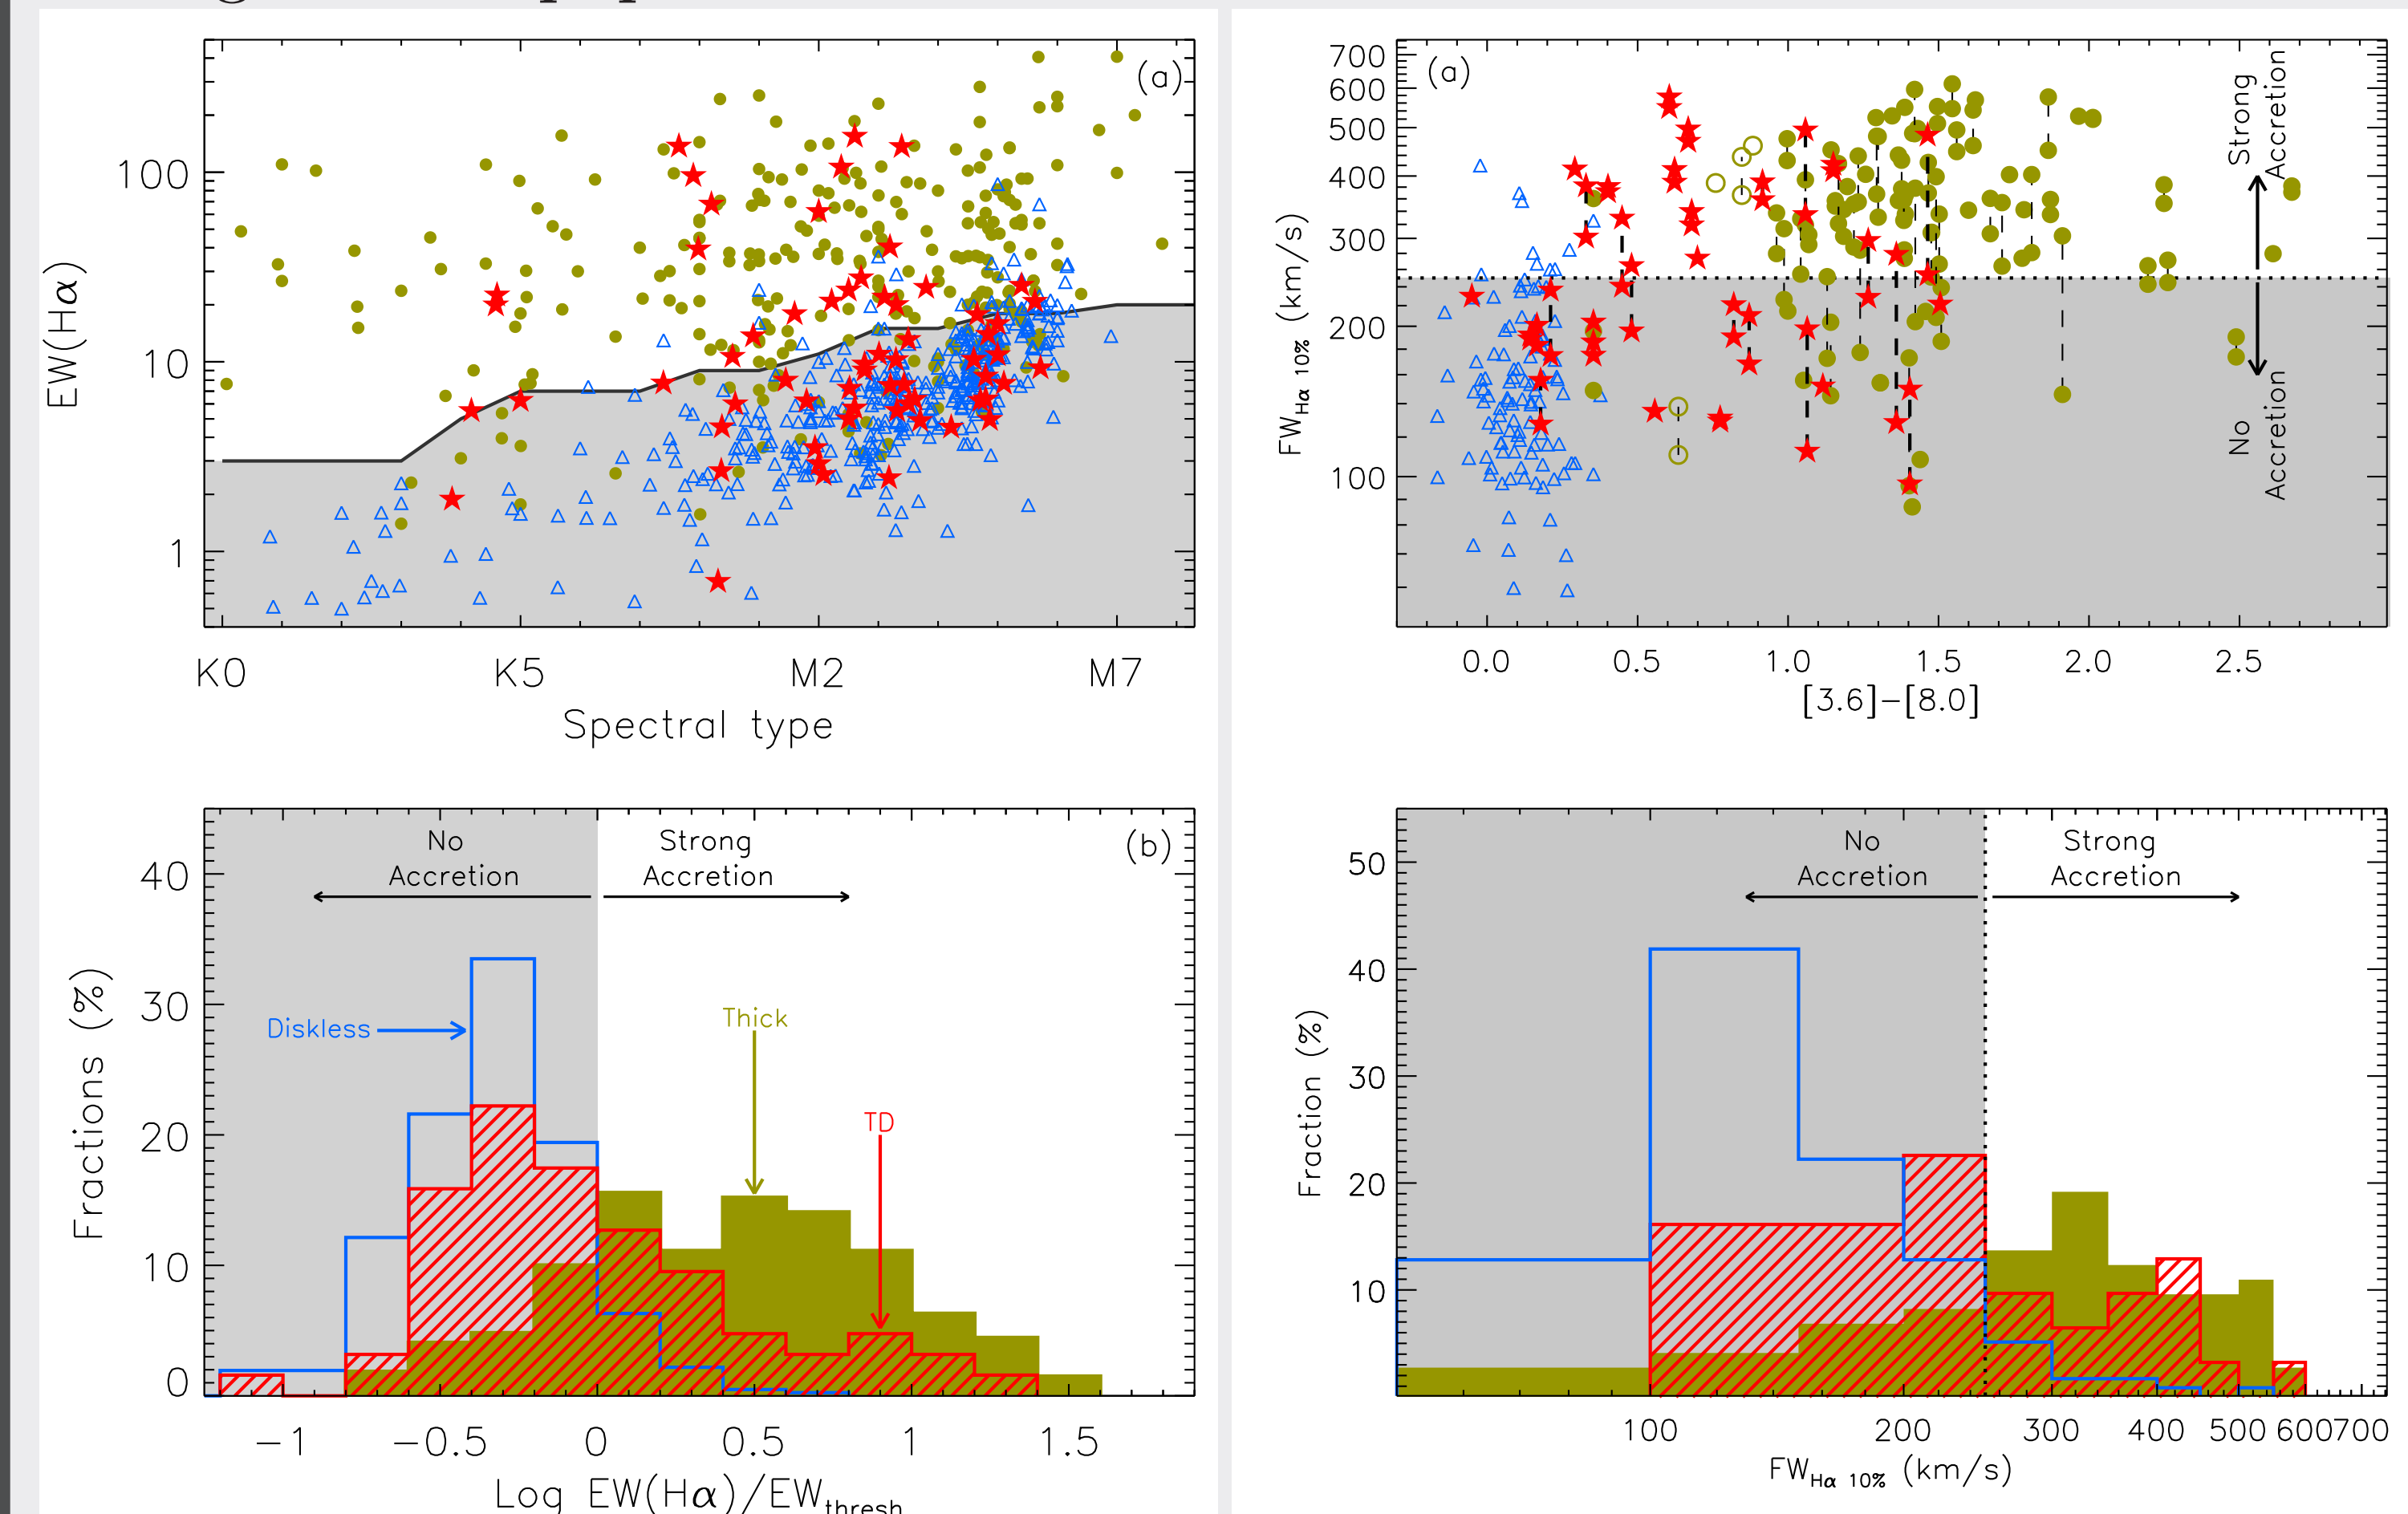 (a)
100
10
1
EW(Hα)
K0 K5 M2 M7
Spectral type
(a)
700
600
500
400
300
200
100
FW Hα 10% (km/s)
Strong
Accretion
No
Accretion
0.0 0.5 1.0 1.5 2.0 2.5
[3.6]−[8.0]
(b)
No
Accretion
Strong
Accretion
40
30
20
10
0
Fractions (%)
Diskless
Thick
TD
−1 −0.5 0 0.5 1 1.5
Log EW(Hα)/EWthresh
No
Accretion
Strong
Accretion
50
40
30
20
10
Fraction (%)
100 200 300 400 500 600 700
FW Hα 10% (km/s)